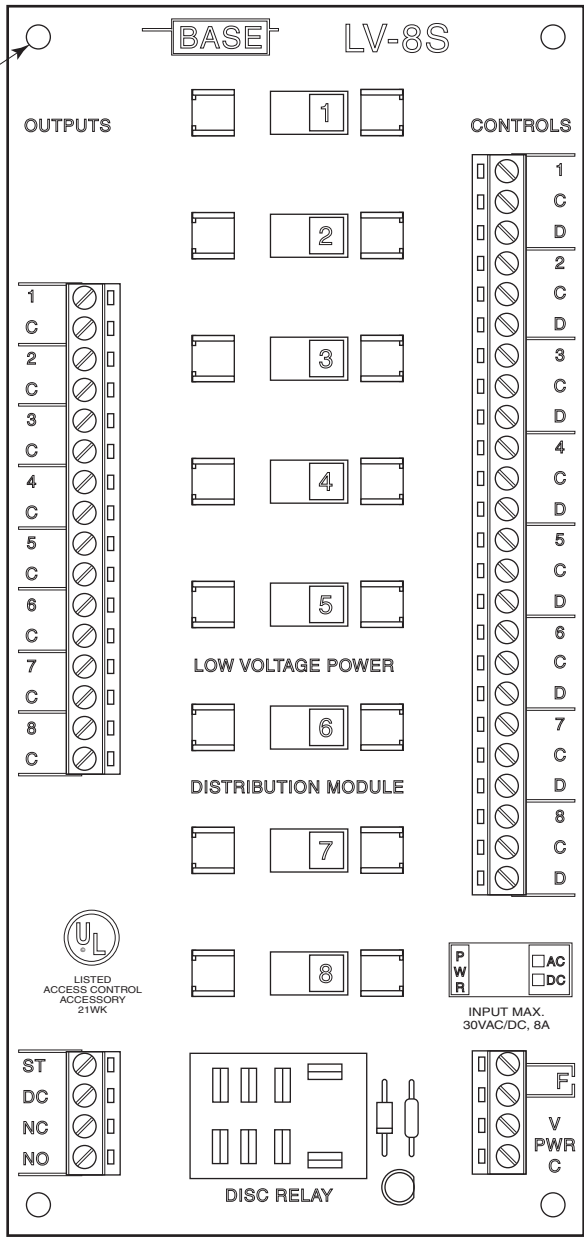 BASE
LV-8S
OUTPUTS
CONTROLS
1
2
3
4
5
LOW VOLTAGE POWER
6
DISTRIBUTION MODULE
7
8
1
C
2
C
3
C
4
C
5
C
6
C
7
C
8
C
1
C
D
2
C
D
3
C
D
4
C
D
5
C
D
6
C
D
7
C
D
8
C
D
UL
LISTED
ACCESS CONTROL
ACCESSORY
21WK
PWR
AC
DC
INPUT MAX.
30VAC/DC, 8A
ST
DC
NC
NO
DISC RELAY
F
V
PWR
C